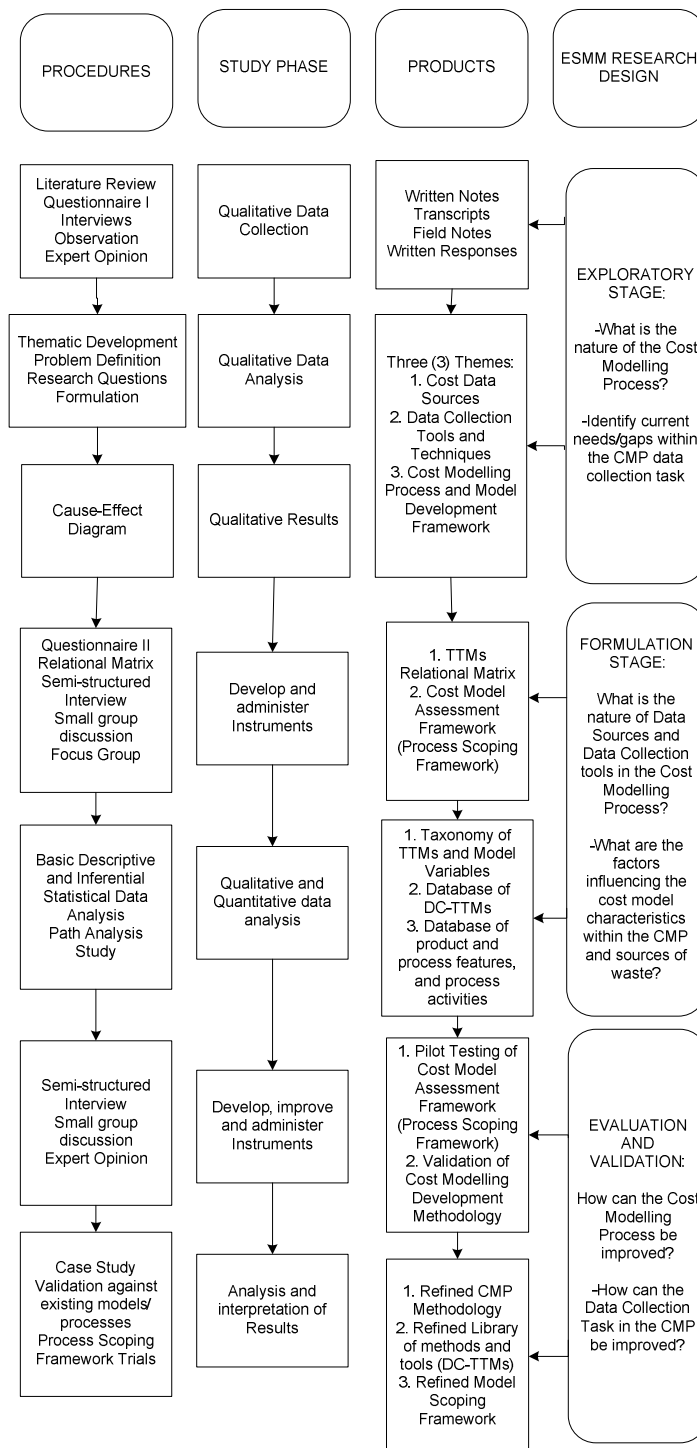 PROCEDURES
STUDY PHASE
PRODUCTS
ESMM RESEARCH
DESIGN
Literature Review
Questionnaire I
Interviews
Observation
Expert Opinion
Thematic Development
Problem Definition
Research Questions
Formulation
Cause-Effect
Diagram
Questionnaire II
Relational Matrix
Semi-structured
Interview
Small group
discussion
Focus Group
Basic Descriptive
and Inferential
Statistical Data
Analysis
Path Analysis
Study
Semi-structured
Interview
Small group
discussion
Expert Opinion
Case Study
Validation against
existing models/
processes
Process Scoping
Framework Trials
Qualitative Data
Collection
Qualitative Data
Analysis
Qualitative Results
Develop and
administer
Instruments
Qualitative and
Quantitative data
analysis
Develop, improve
and administer
Instruments
Analysis and
interpretation of
Results
Written Notes
Transcripts
Field Notes
Written Responses
Three (3) Themes:
1. Cost Data
Sources
2. Data Collection
Tools and
Techniques
3. Cost Modelling
Process and Model
Development
Framework
1. TTMs
Relational Matrix
2. Cost Model
Assessment
Framework
(Process Scoping
Framework)
1. Taxonomy of
TTMs and Model
Variables
2. Database of
DC-TTMs
3. Database of
product and
process features,
and process
activities
1. Pilot Testing of
Cost Model
Assessment
Framework
(Process Scoping
Framework)
2. Validation of
Cost Modelling
Development
Methodology
1. Refined CMP
Methodology
2. Refined Library
of methods and
tools (DC-TTMs)
3. Refined Model
Scoping
Framework
EXPLORATORY
STAGE:
-What is the
nature of the Cost
Modelling
Process?
-Identify current
needs/gaps within
the CMP data
collection task
FORMULATION
STAGE:
What is the
nature of Data
Sources and
Data Collection
tools in the Cost
Modelling
Process?
-What are the
factors
influencing the
cost model
characteristics
within the CMP
and sources of
waste?
EVALUATION
AND
VALIDATION:
How can the Cost
Modelling
Process be
improved?
-How can the
Data Collection
Task in the CMP
be improved?